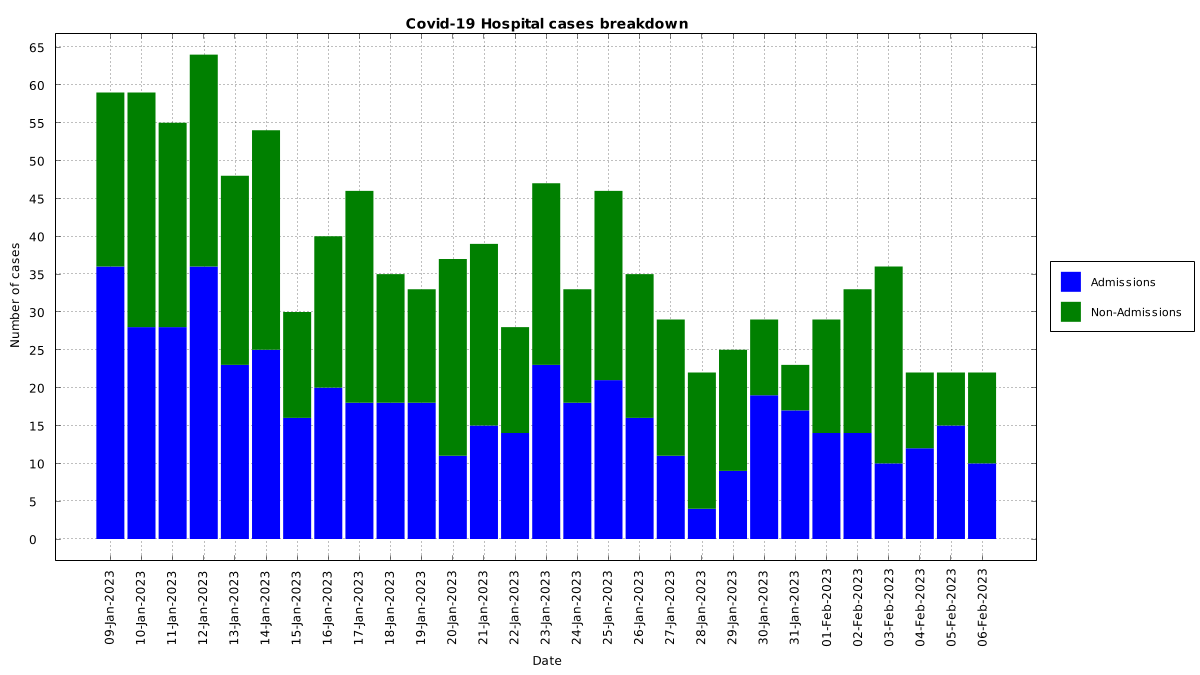 Covid-19 Hospital cases breakdown
65
60
55
50
45
40
35
30
25
20
15
10
5
0
Number of cases
09-Jan-2023
10-Jan-2023
11-Jan-2023
12-Jan-2023
13-Jan-2023
14-Jan-2023
15-Jan-2023
16-Jan-2023
17-Jan-2023
18-Jan-2023
19-Jan-2023
20-Jan-2023
21-Jan-2023
22-Jan-2023
23-Jan-2023
24-Jan-2023
25-Jan-2023
26-Jan-2023
27-Jan-2023
28-Jan-2023
29-Jan-2023
30-Jan-2023
31-Jan-2023
01-Feb-2023
02-Feb-2023
03-Feb-2023
04-Feb-2023
05-Feb-2023
06-Feb-2023
Date
Admissions
Non-Admissions